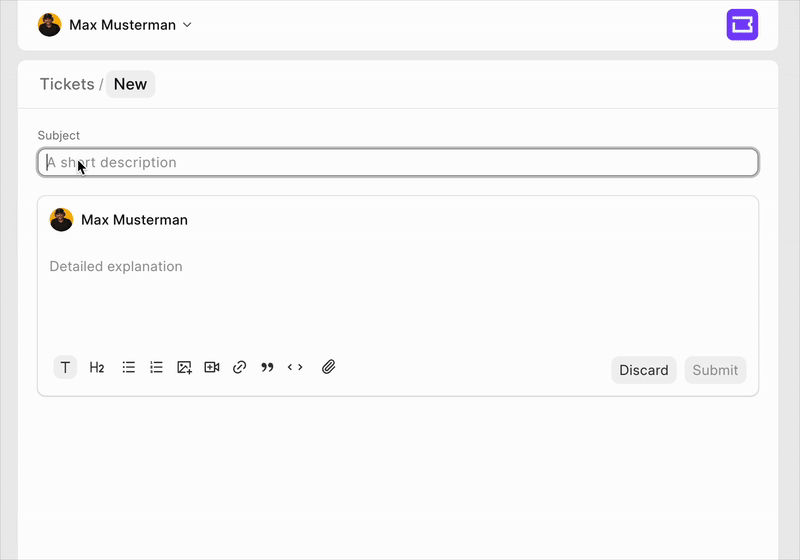 Max Musterman
Tickets / New
Subject
A short description
Max Musterman
Detailed explanation
T H2 Discard Submit